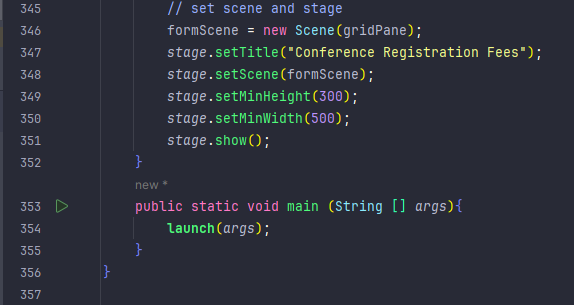 345 // set scene and stage
346 formScene = new Scene(gridPane);
347 stage.setTitle("Conference Registration Fees");
348 stage.setScene(formScene);
349 stage.setMinHeight(300);
350 stage.setMinWidth(500);
351 stage.show();
352 }
new *
353 public static void main (String [] args){
354 launch(args);
355 }
356 }
357